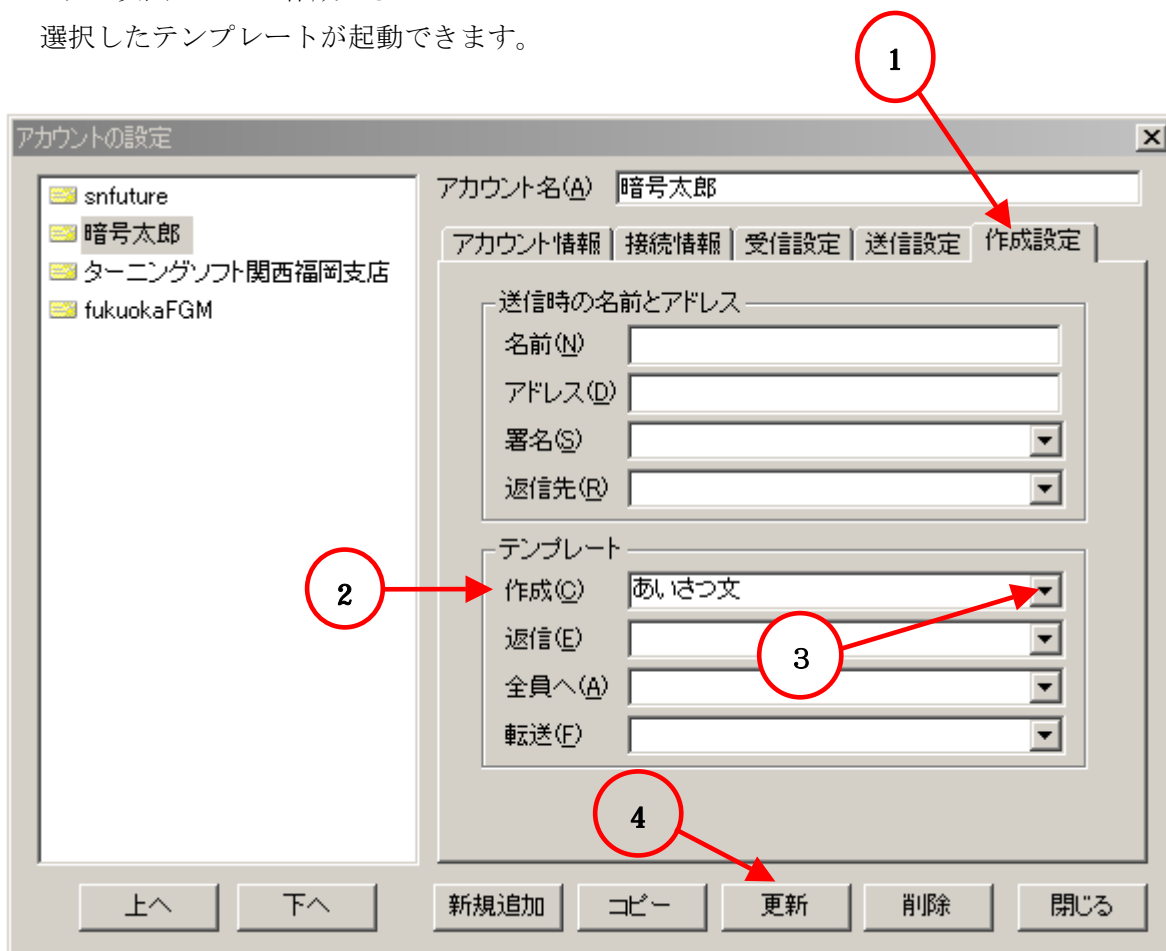 選択したテンプレートが起動できます。
1
アカウントの設定
snfuture
暗号太郎
ターニングソフト関西福岡支店
fukuokaFGM
アカウント名(A) 暗号太郎
アカウント情報 接続情報 受信設定 送信設定 作成設定
送信時の名前とアドレス
名前(N)
アドレス(D)
署名(S)
返信先(R)
テンプレート
2 作成(C) あいさつ文
返信(E)
3
全員へ(A)
転送(F)
4
上へ 下へ 新規追加 コピー 更新 削除 閉じる